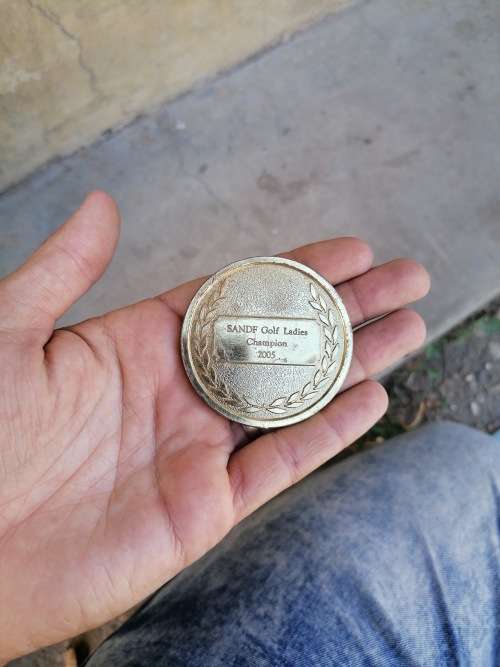 SANDF Golf Ladies
Champion
2005